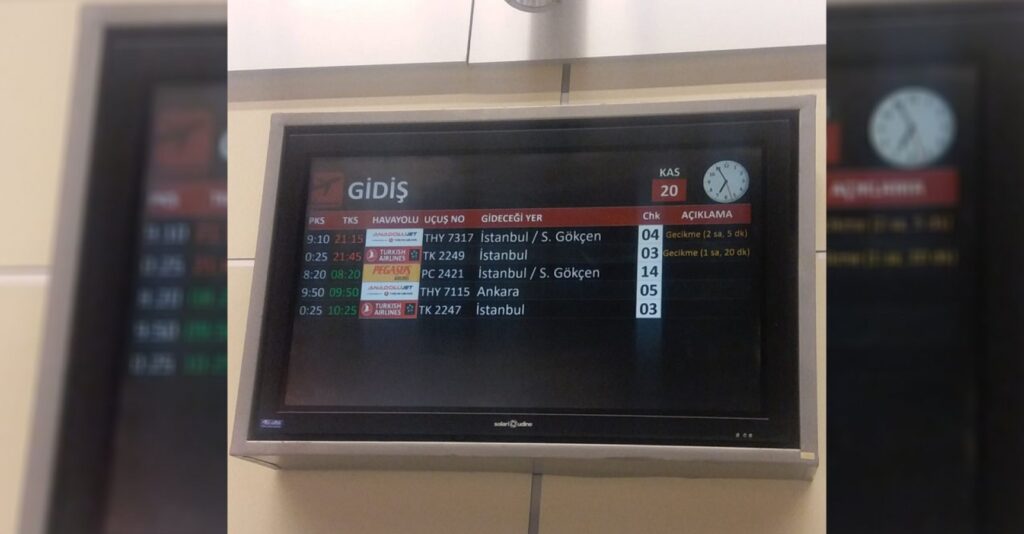 GİDİŞ
KAS
20
PKS TKS HAVAYOLU UÇUŞ NO GİDECEĞİ YER Chk AÇIKLAMA
9:10 21:15 ANADOLUJET THY 7317 İstanbul / S. Gökçen 04 Gecikme (2 sa, 5 dk)
0:25 21:45 TURKISH AIRLINES TK 2249 İstanbul 03 Gecikme (1 sa, 20 dk)
8:20 08:20 PEGASUS PC 2421 İstanbul / S. Gökçen 14
9:50 09:50 ANADOLUJET THY 7115 Ankara 05
0:25 10:25 TURKISH AIRLINES TK 2247 İstanbul 03
solari udine